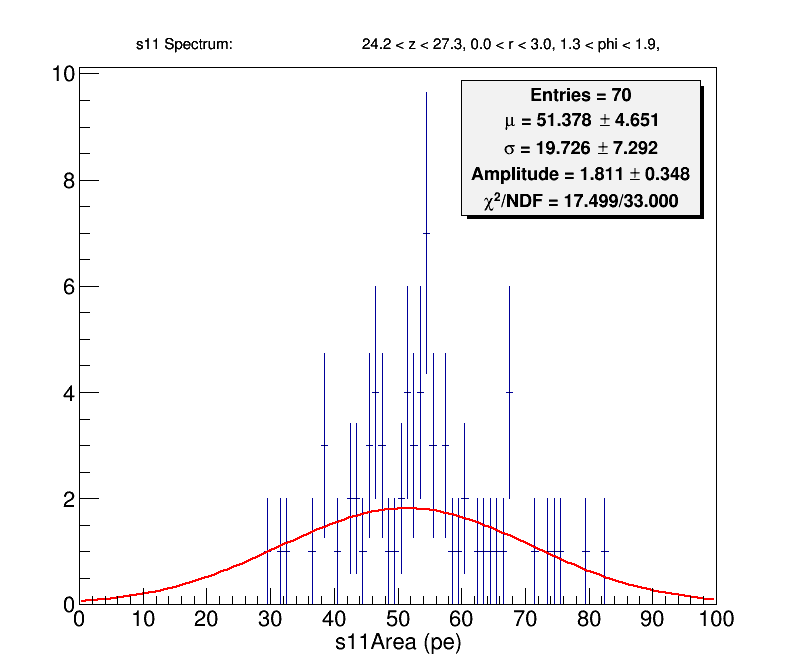 s11 Spectrum: 24.2 < z < 27.3, 0.0 < r < 3.0, 1.3 < phi < 1.9,
Entries = 70
μ = 51.378 ± 4.651
σ = 19.726 ± 7.292
Amplitude = 1.811 ± 0.348
χ²/NDF = 17.499/33.000
10
8
6
4
2
0
0 10 20 30 40 50 60 70 80 90 100
s11Area (pe)